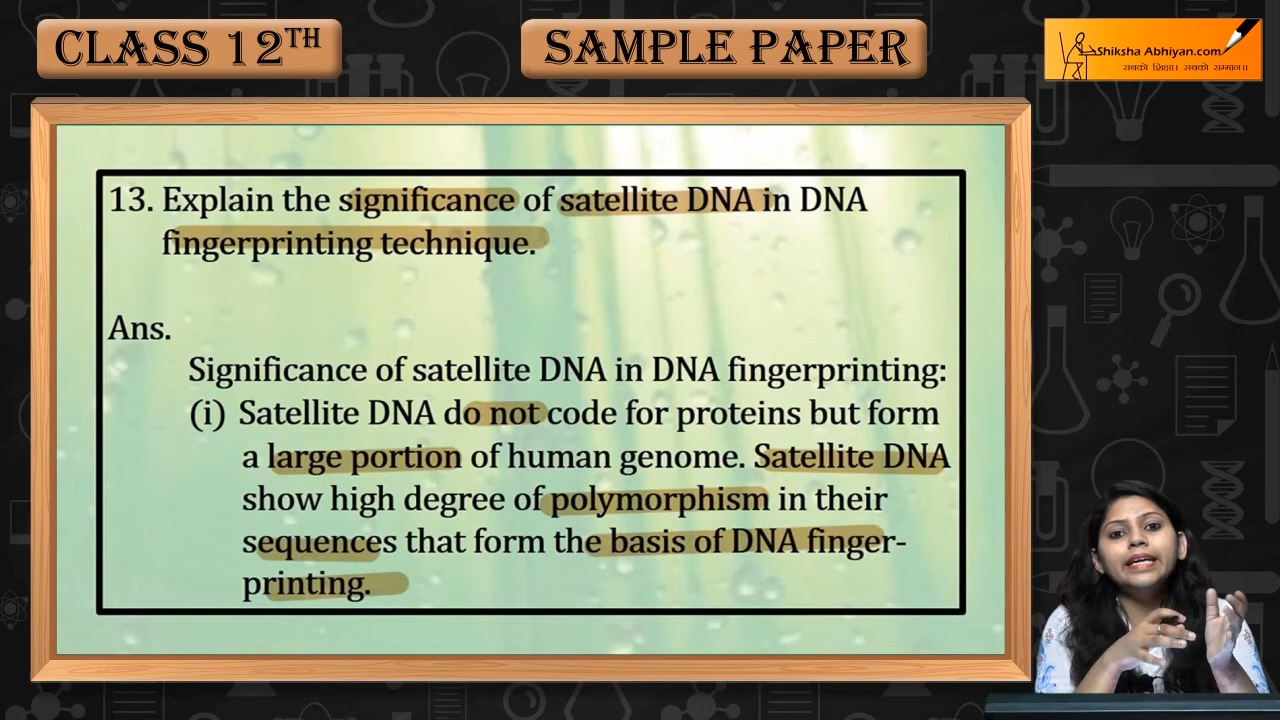 CLASS 12TH
SAMPLE PAPER
Shiksha Abhiyan.com
सबको शिक्षा। सबको सम्मान॥
13. Explain the significance of satellite DNA in DNA
fingerprinting technique.
Ans.
Significance of satellite DNA in DNA fingerprinting:
(i) Satellite DNA do not code for proteins but form
a large portion of human genome. Satellite DNA
show high degree of polymorphism in their
sequences that form the basis of DNA finger-
printing.